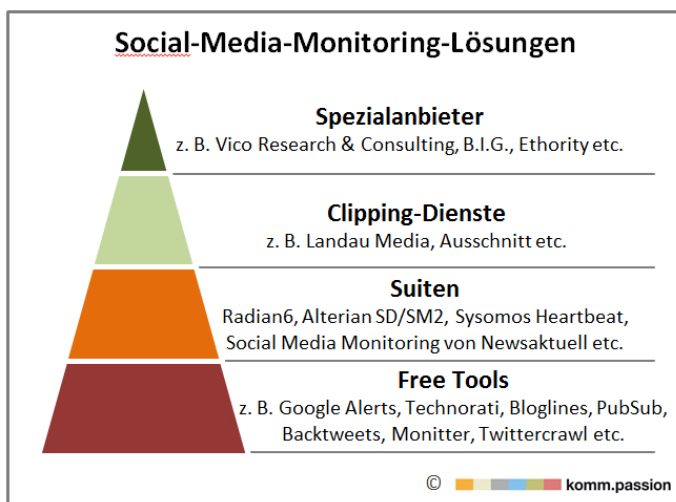 Social-Media-Monitoring-Lösungen
Spezialanbieter
z. B. Vico Research & Consulting, B.I.G., Ethority etc.
Clipping-Dienste
z. B. Landau Media, Ausschnitt etc.
Suiten
Radian6, Alterian SD/SM2, Sysomos Heartbeat,
Social Media Monitoring von Newsaktuell etc.
Free Tools
z. B. Google Alerts, Technorati, Bloglines, PubSub,
Backtweets, Monitter, Twittercrawl etc.
© komm.passion